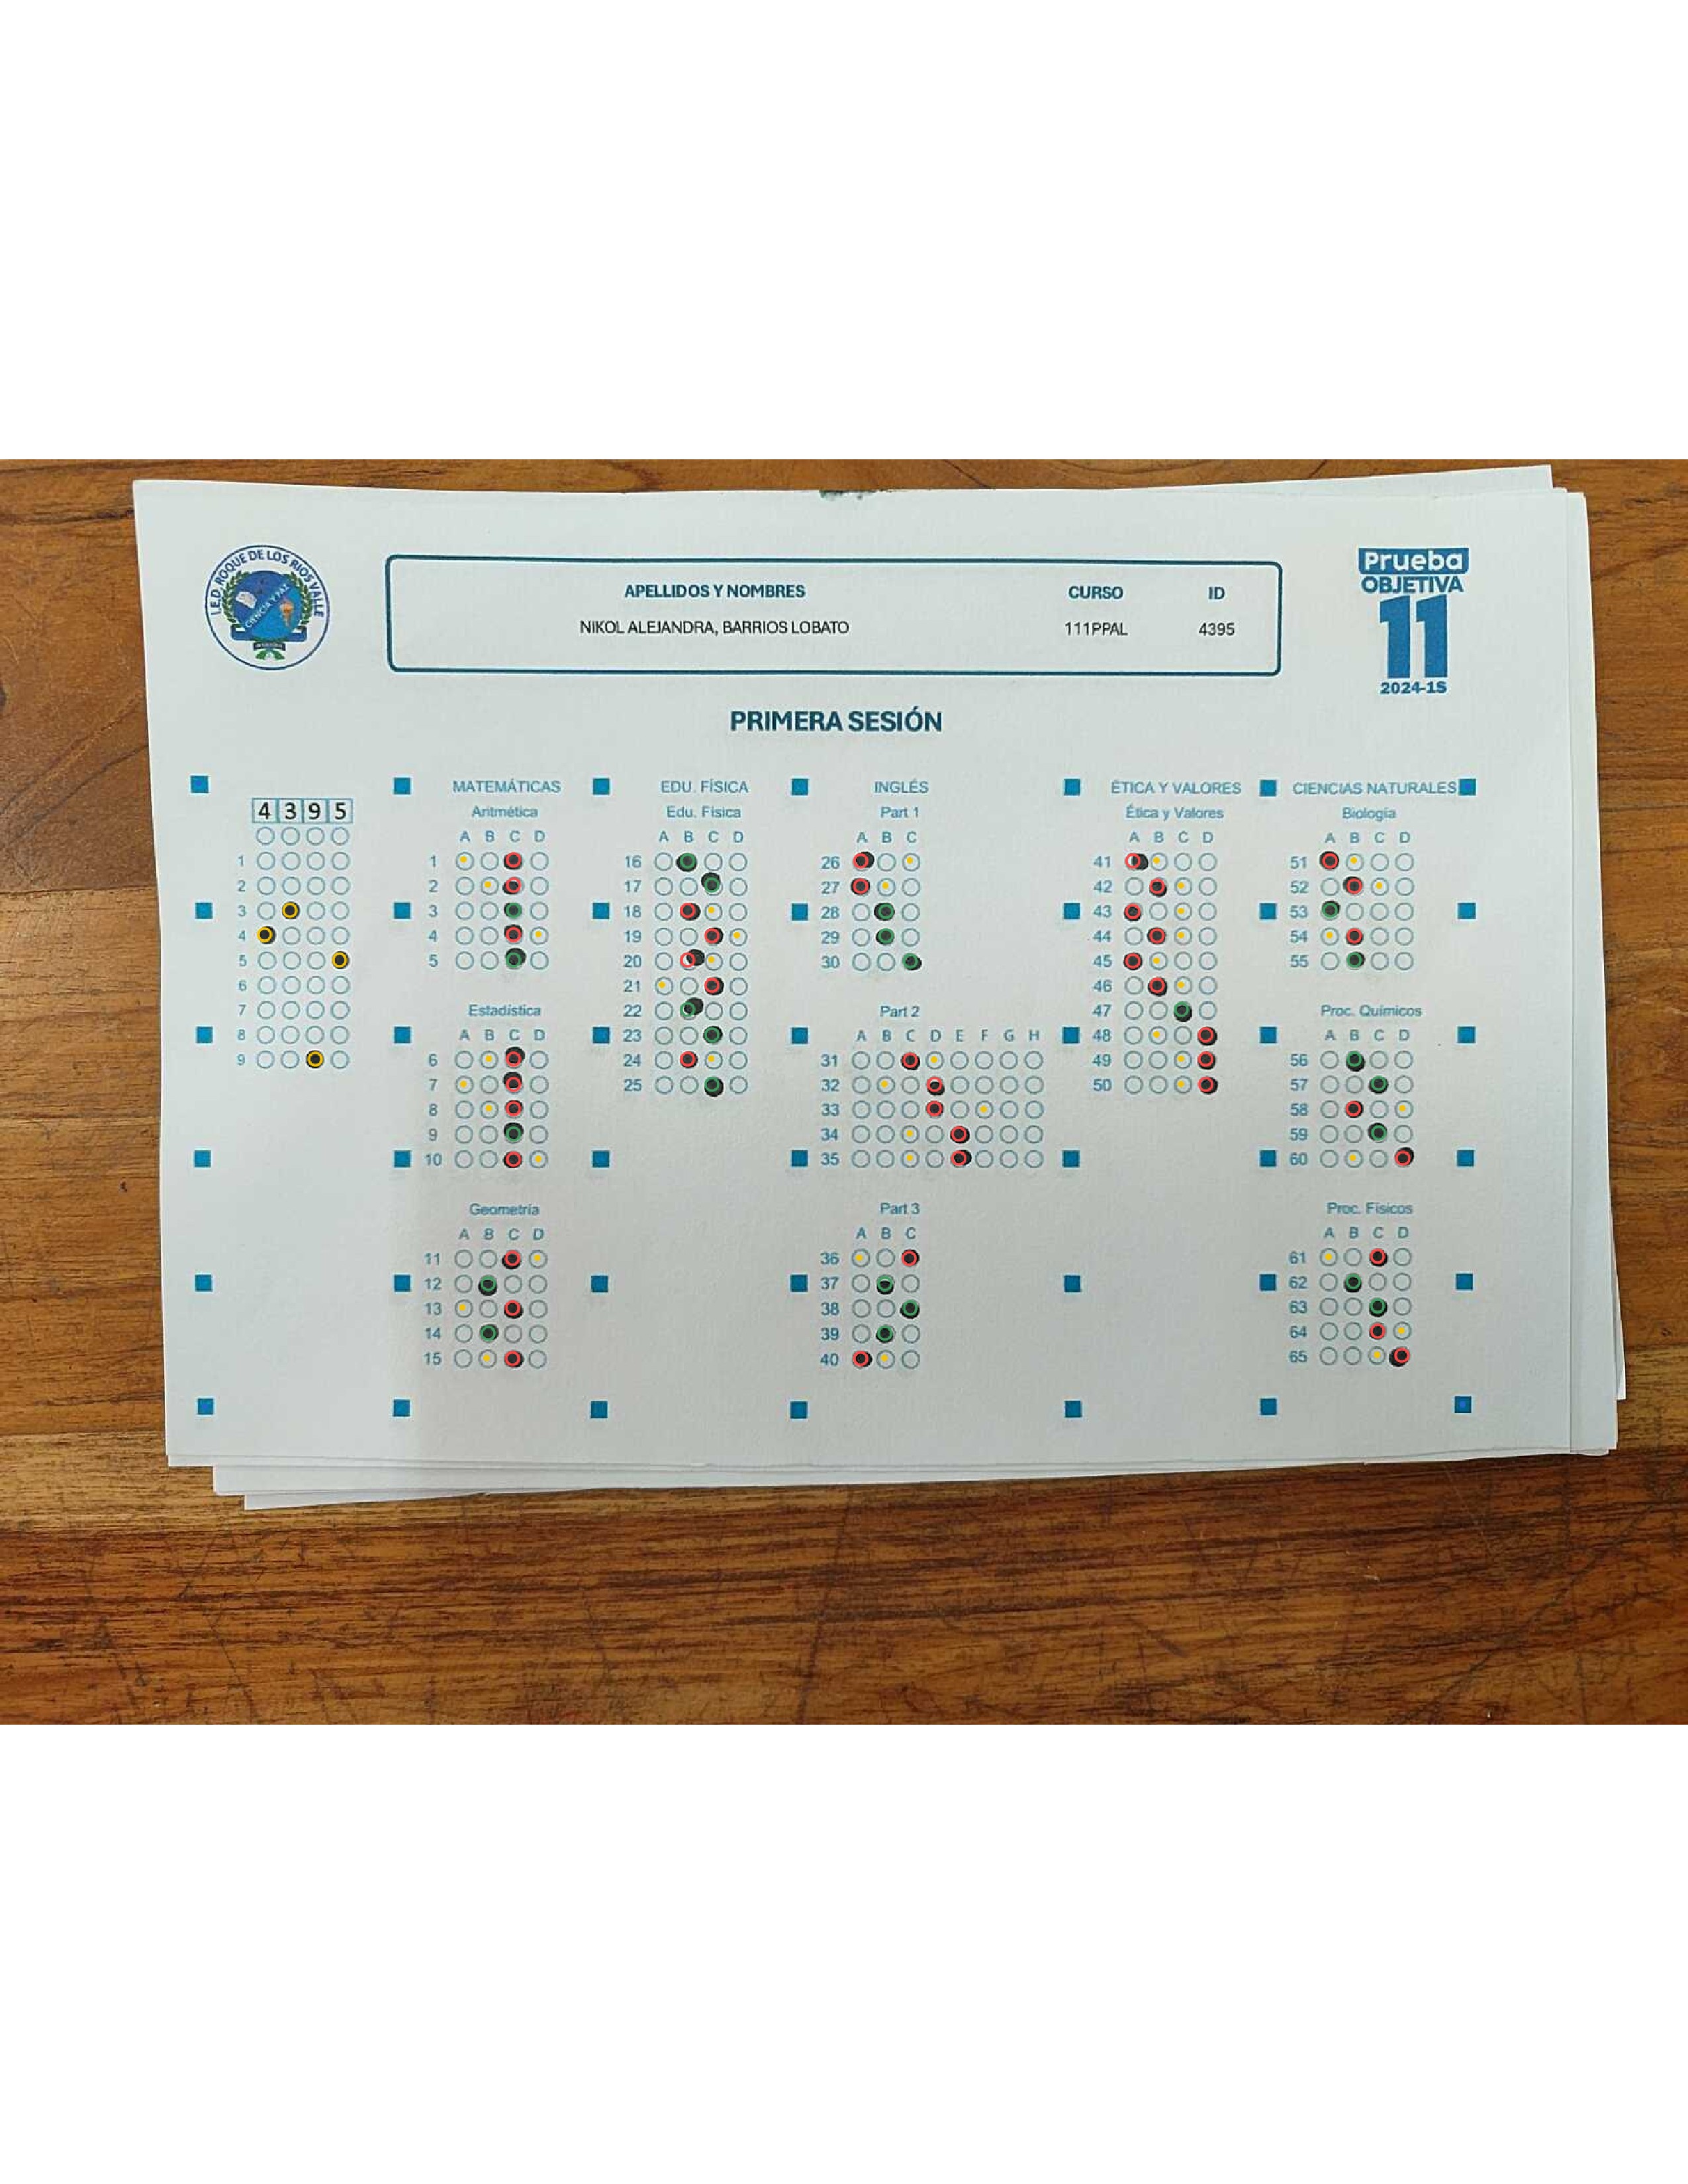 I.E.D. ROQUE DE LOS RIOS VALLE
CIENCIA Y PAZ
APELLIDOS Y NOMBRES CURSO ID
NIKOL ALEJANDRA, BARRIOS LOBATO 111PPAL 4395
Prueba
OBJETIVA
11
2024-1S
PRIMERA SESIÓN
4 3 9 5
1
2
3
4
5
6
7
8
9
MATEMÁTICAS
Aritmética
A B C D
1
2
3
4
5
Estadística
A B C D
6
7
8
9
10
Geometría
A B C D
11
12
13
14
15
EDU. FÍSICA
Edu. Física
A B C D
16
17
18
19
20
21
22
23
24
25
INGLÉS
Part 1
A B C
26
27
28
29
30
Part 2
A B C D E F G H
31
32
33
34
35
Part 3
A B C
36
37
38
39
40
ÉTICA Y VALORES
Ética y Valores
A B C D
41
42
43
44
45
46
47
48
49
50
CIENCIAS NATURALES
Biología
A B C D
51
52
53
54
55
Proc. Químicos
A B C D
56
57
58
59
60
Proc. Físicos
A B C D
61
62
63
64
65